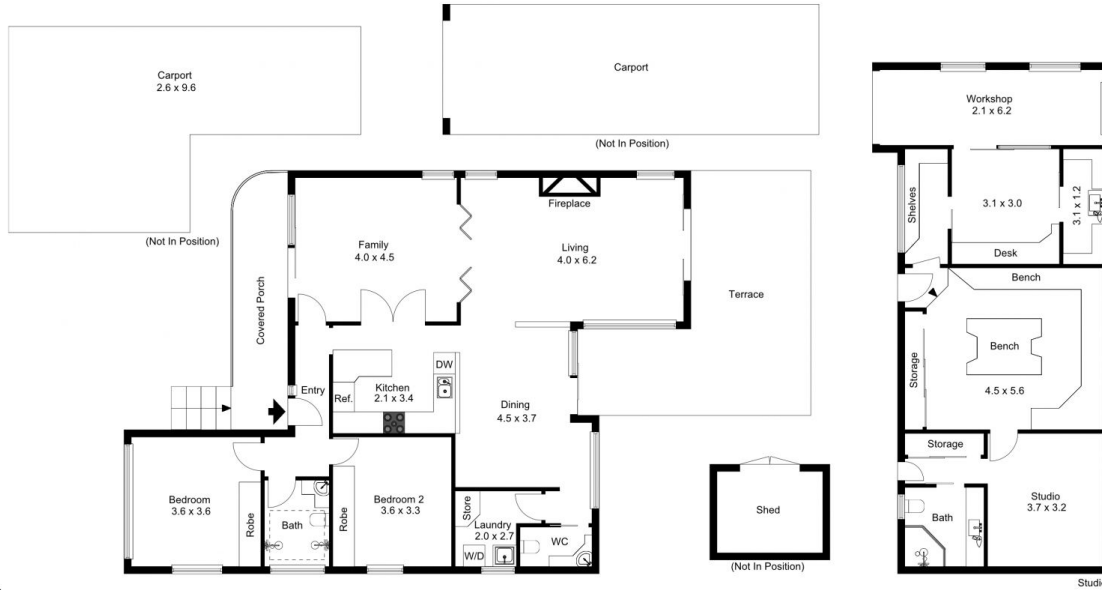 Carport
2.6 x 9.6
(Not In Position)
Carport
(Not In Position)
Workshop
2.1 x 6.2
Shelves
3.1 x 3.0
3.1 x 1.2
Desk
Family
4.0 x 4.5
Fireplace
Living
4.0 x 6.2
Terrace
Covered Porch
Entry
Ref.
Kitchen
2.1 x 3.4
DW
Dining
4.5 x 3.7
Bench
Bench
4.5 x 5.6
Storage
Storage
Bedroom
3.6 x 3.6
Robe
Bath
Robe
Bedroom 2
3.6 x 3.3
Store
Laundry
2.0 x 2.7
W/D
WC
Shed
(Not In Position)
Bath
Studio
3.7 x 3.2